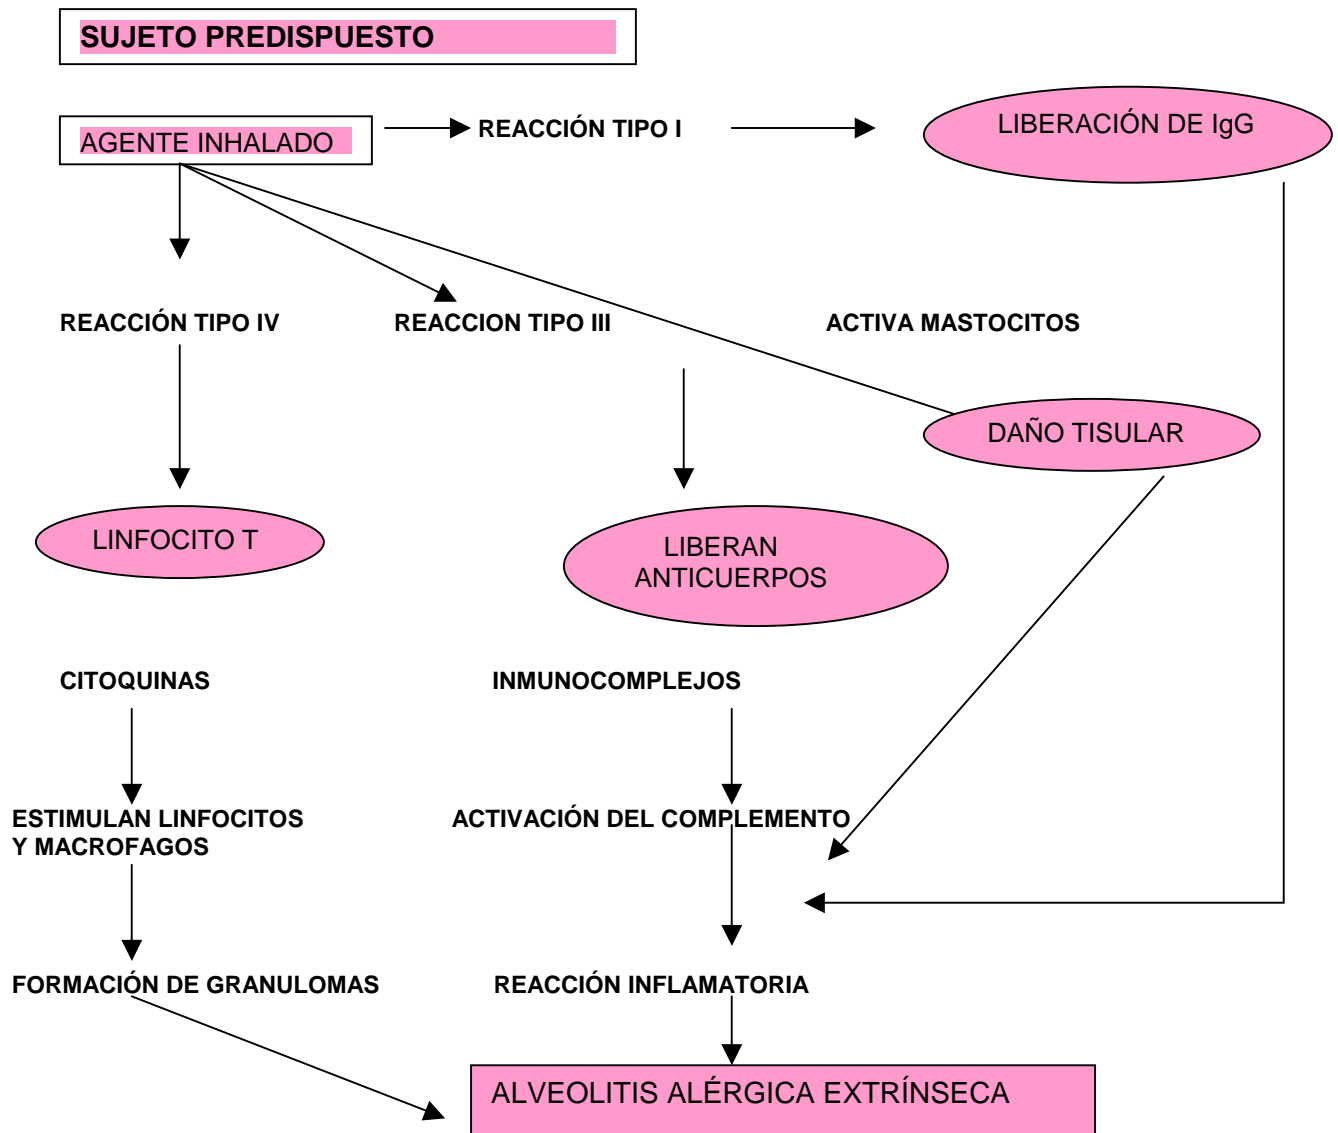 SUJETO PREDISPUESTO
AGENTE INHALADO
REACCIÓN TIPO I
LIBERACIÓN DE IgG
REACCIÓN TIPO IV
REACCION TIPO III
ACTIVA MASTOCITOS
DAÑO TISULAR
LINFOCITO T
LIBERAN
ANTICUERPOS
CITOQUINAS
INMUNOCOMPLEJOS
ESTIMULAN LINFOCITOS
Y MACROFAGOS
ACTIVACIÓN DEL COMPLEMENTO
FORMACIÓN DE GRANULOMAS
REACCIÓN INFLAMATORIA
ALVEOLITIS ALÉRGICA EXTRÍNSECA